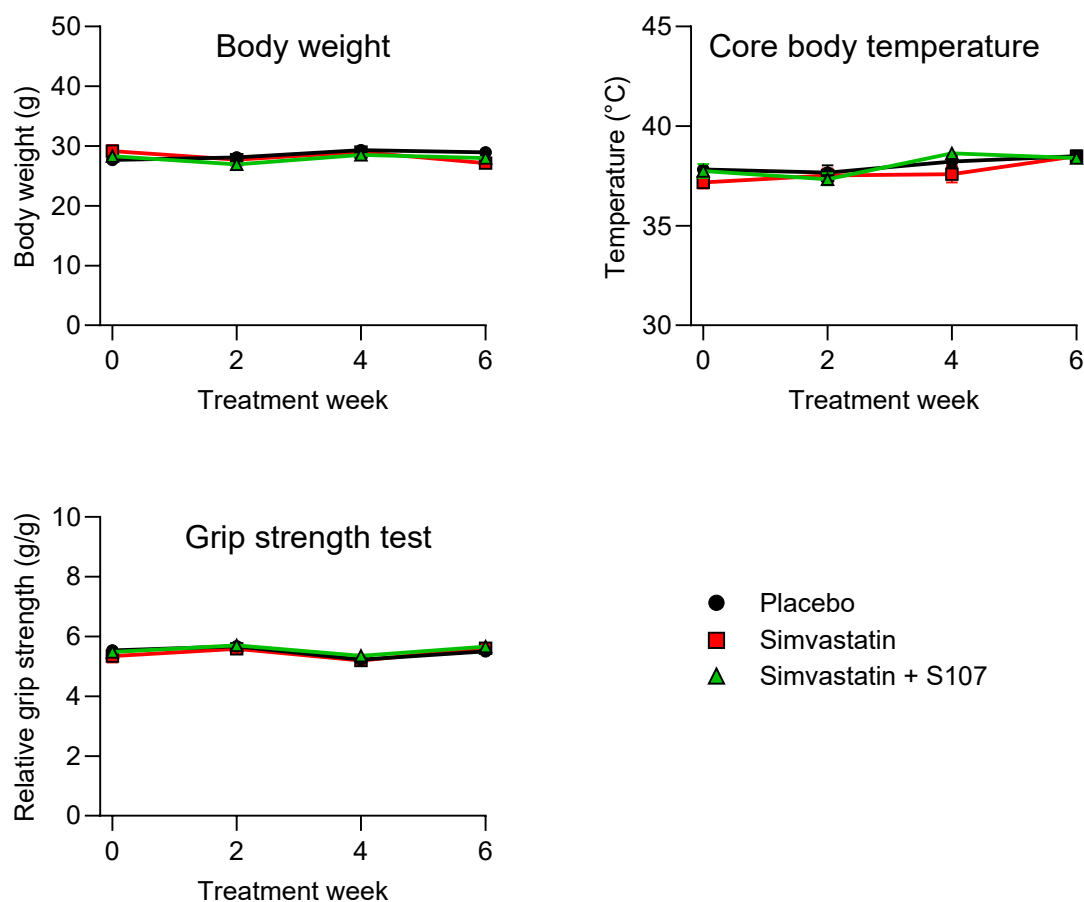 Body weight
Body weight (g)
50
40
30
20
10
0
0 2 4 6
Treatment week
Core body temperature
Temperature (°C)
45
40
35
30
0 2 4 6
Treatment week
Grip strength test
Relative grip strength (g/g)
10
8
6
4
2
0
0 2 4 6
Treatment week
Placebo
Simvastatin
Simvastatin + S107